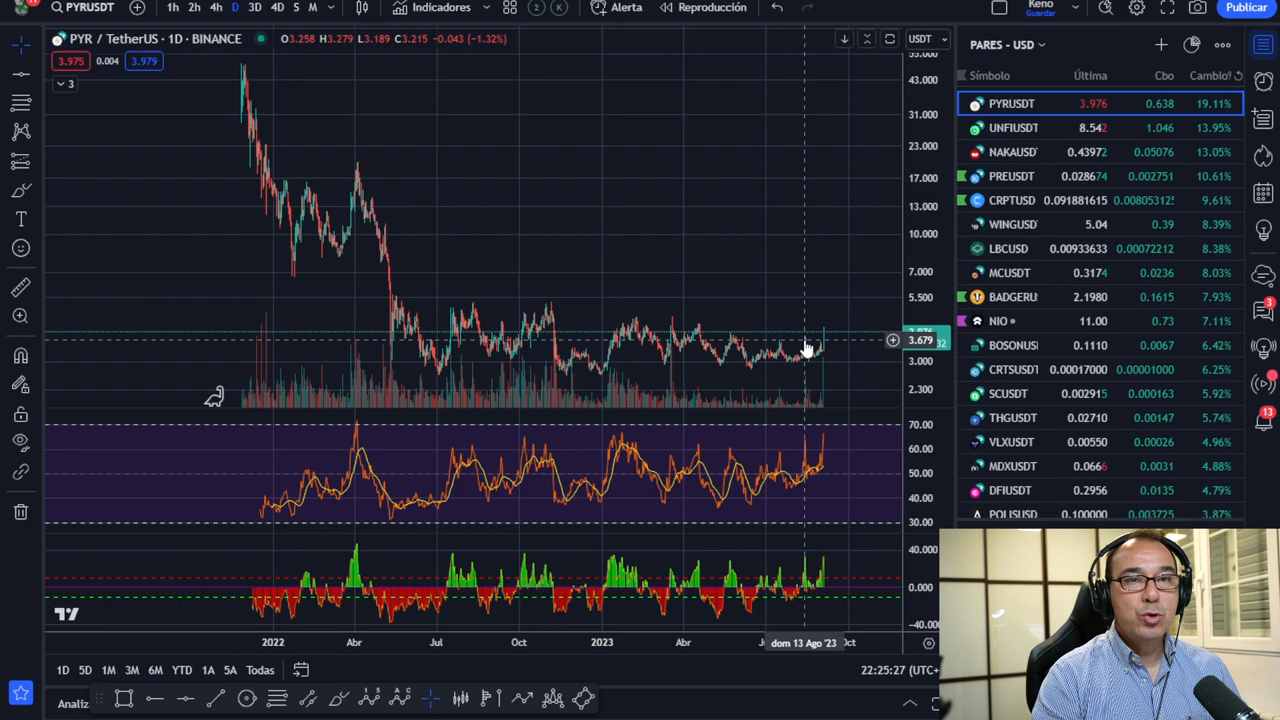 11
PYRUSDT
1h 2h 4h D 3D 4D S M
Indicadores
2
K
Alerta
Reproducción
Keno
Guardar
Publicar
PYR / TetherUS · 1D · BINANCE
O3.258 H3.279 L3.189 C3.215 -0.043 (-1.32%)
USDT
3.975
0.004
3.979
3
55.000
43.000
31.000
23.000
17.000
13.000
10.000
7.000
5.500
3.976
3.679
32
3.000
2.300
70.00
60.00
50.00
40.00
30.00
40.000
0.000
-40.00
2022
Abr
Jul
Oct
2023
Abr
dom 13 Ago '23
Oct
1D 5D 1M 3M 6M YTD 1A 5A Todas
22:25:27 (UTC+
Analiz
PARES - USD
Símbolo Última Cbo Cambio%
PYRUSDT 3.976 0.638 19.11%
UNFIUSDT 8.542 1.046 13.95%
NAKAUSD 0.43972 0.05076 13.05%
PREUSDT 0.028674 0.002751 10.61%
CRPTUSD 0.091881615 0.00805312 9.61%
WINGUSD 5.04 0.39 8.39%
LBCUSD 0.00933633 0.00072212 8.38%
MCUSDT 0.3174 0.0236 8.03%
BADGERU 2.1980 0.1615 7.93%
NIO 11.00 0.73 7.11%
BOSONUS 0.1110 0.0067 6.42%
CRTSUSDT 0.00017000 0.00001000 6.25%
SCUSDT 0.002915 0.000163 5.92%
THGUSDT 0.02710 0.00147 5.74%
VLXUSDT 0.00550 0.00026 4.96%
MDXUSDT 0.0666 0.0031 4.88%
DFIUSDT 0.2956 0.0135 4.79%
POLISUSD 0.100000 0.003725 3.87%
3
13